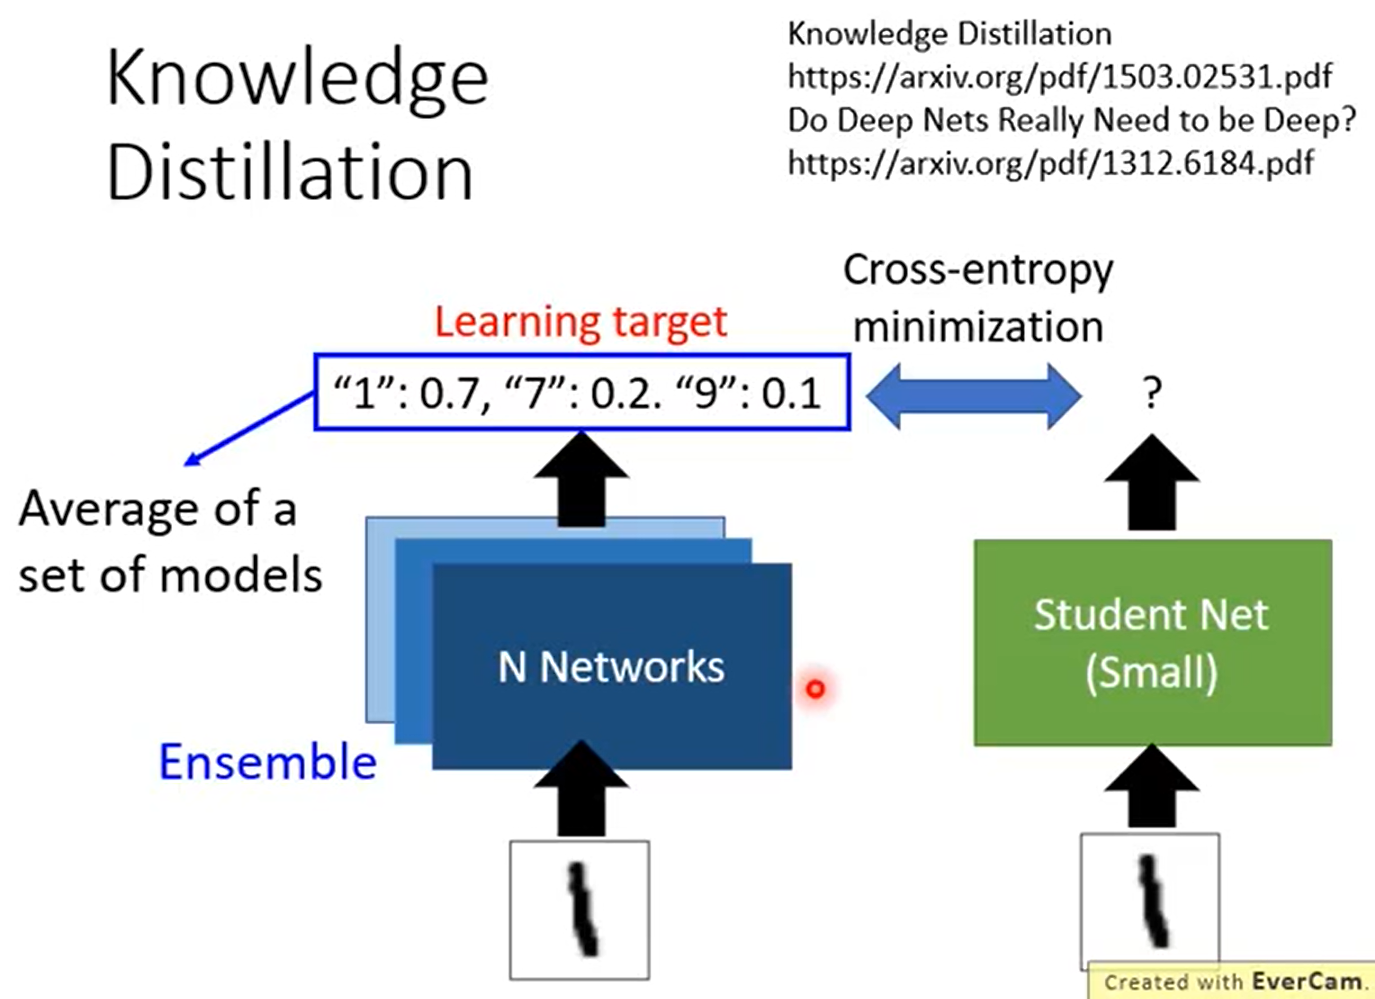 Knowledge
Distillation
Knowledge Distillation
https://arxiv.org/pdf/1503.02531.pdf
Do Deep Nets Really Need to be Deep?
https://arxiv.org/pdf/1312.6184.pdf
Cross-entropy
minimization
Learning target
“1”: 0.7, “7”: 0.2. “9”: 0.1
?
Average of a
set of models
N Networks
Student Net
(Small)
Ensemble
Created with EverCam.